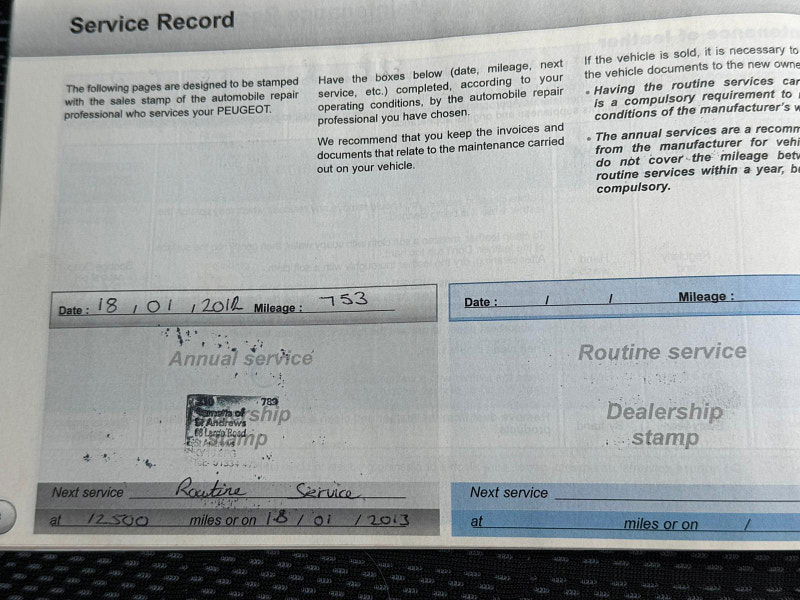 Service Record
The following pages are designed to be stamped
with the sales stamp of the automobile repair
professional who services your PEUGEOT.
Have the boxes below (date, mileage, next
service, etc.) completed, according to your
operating conditions, by the automobile repair
professional you have chosen.
We recommend that you keep the invoices and
documents that relate to the maintenance carried
out on your vehicle.
If the vehicle is sold, it is necessary to
the vehicle documents to the new owne
• Having the routine services car
is a compulsory requirement to
conditions of the manufacturer's w
• The annual services are a recomm
from the manufacturer for vehi
do not cover the mileage betw
routine services within a year, be
compulsory.
Date : 18 / 01 / 2012 Mileage : 753
Annual service
Dealership
stamp
789
St Andrews
Largo Road
Next service Routine Service
at 12500 miles or on 18 / 01 / 2013
Date : / / Mileage :
Routine service
Dealership
stamp
Next service
at miles or on /